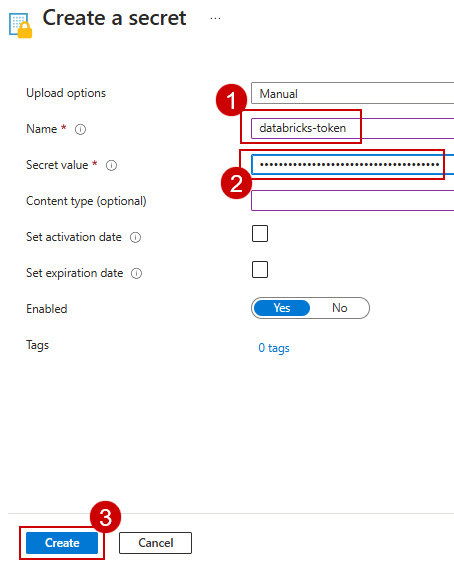 Create a secret ...
Upload options Manual
1
Name * databricks-token
Secret value * ••••••••••••••••••••••••••••••••••••••
2
Content type (optional)
Set activation date
Set expiration date
Enabled Yes No
Tags 0 tags
3
Create Cancel